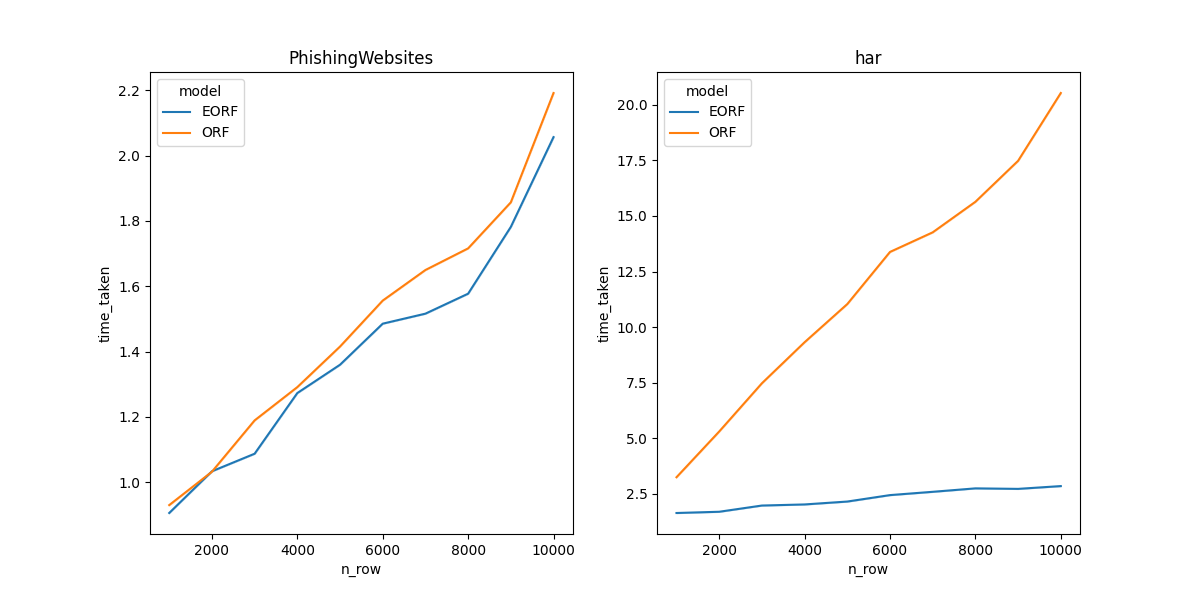 PhishingWebsites
model
EORF
ORF
2.2
2.0
1.8
1.6
1.4
1.2
1.0
time_taken
2000
4000
6000
8000
10000
n_row
har
model
EORF
ORF
20.0
17.5
15.0
12.5
10.0
7.5
5.0
2.5
time_taken
2000
4000
6000
8000
10000
n_row